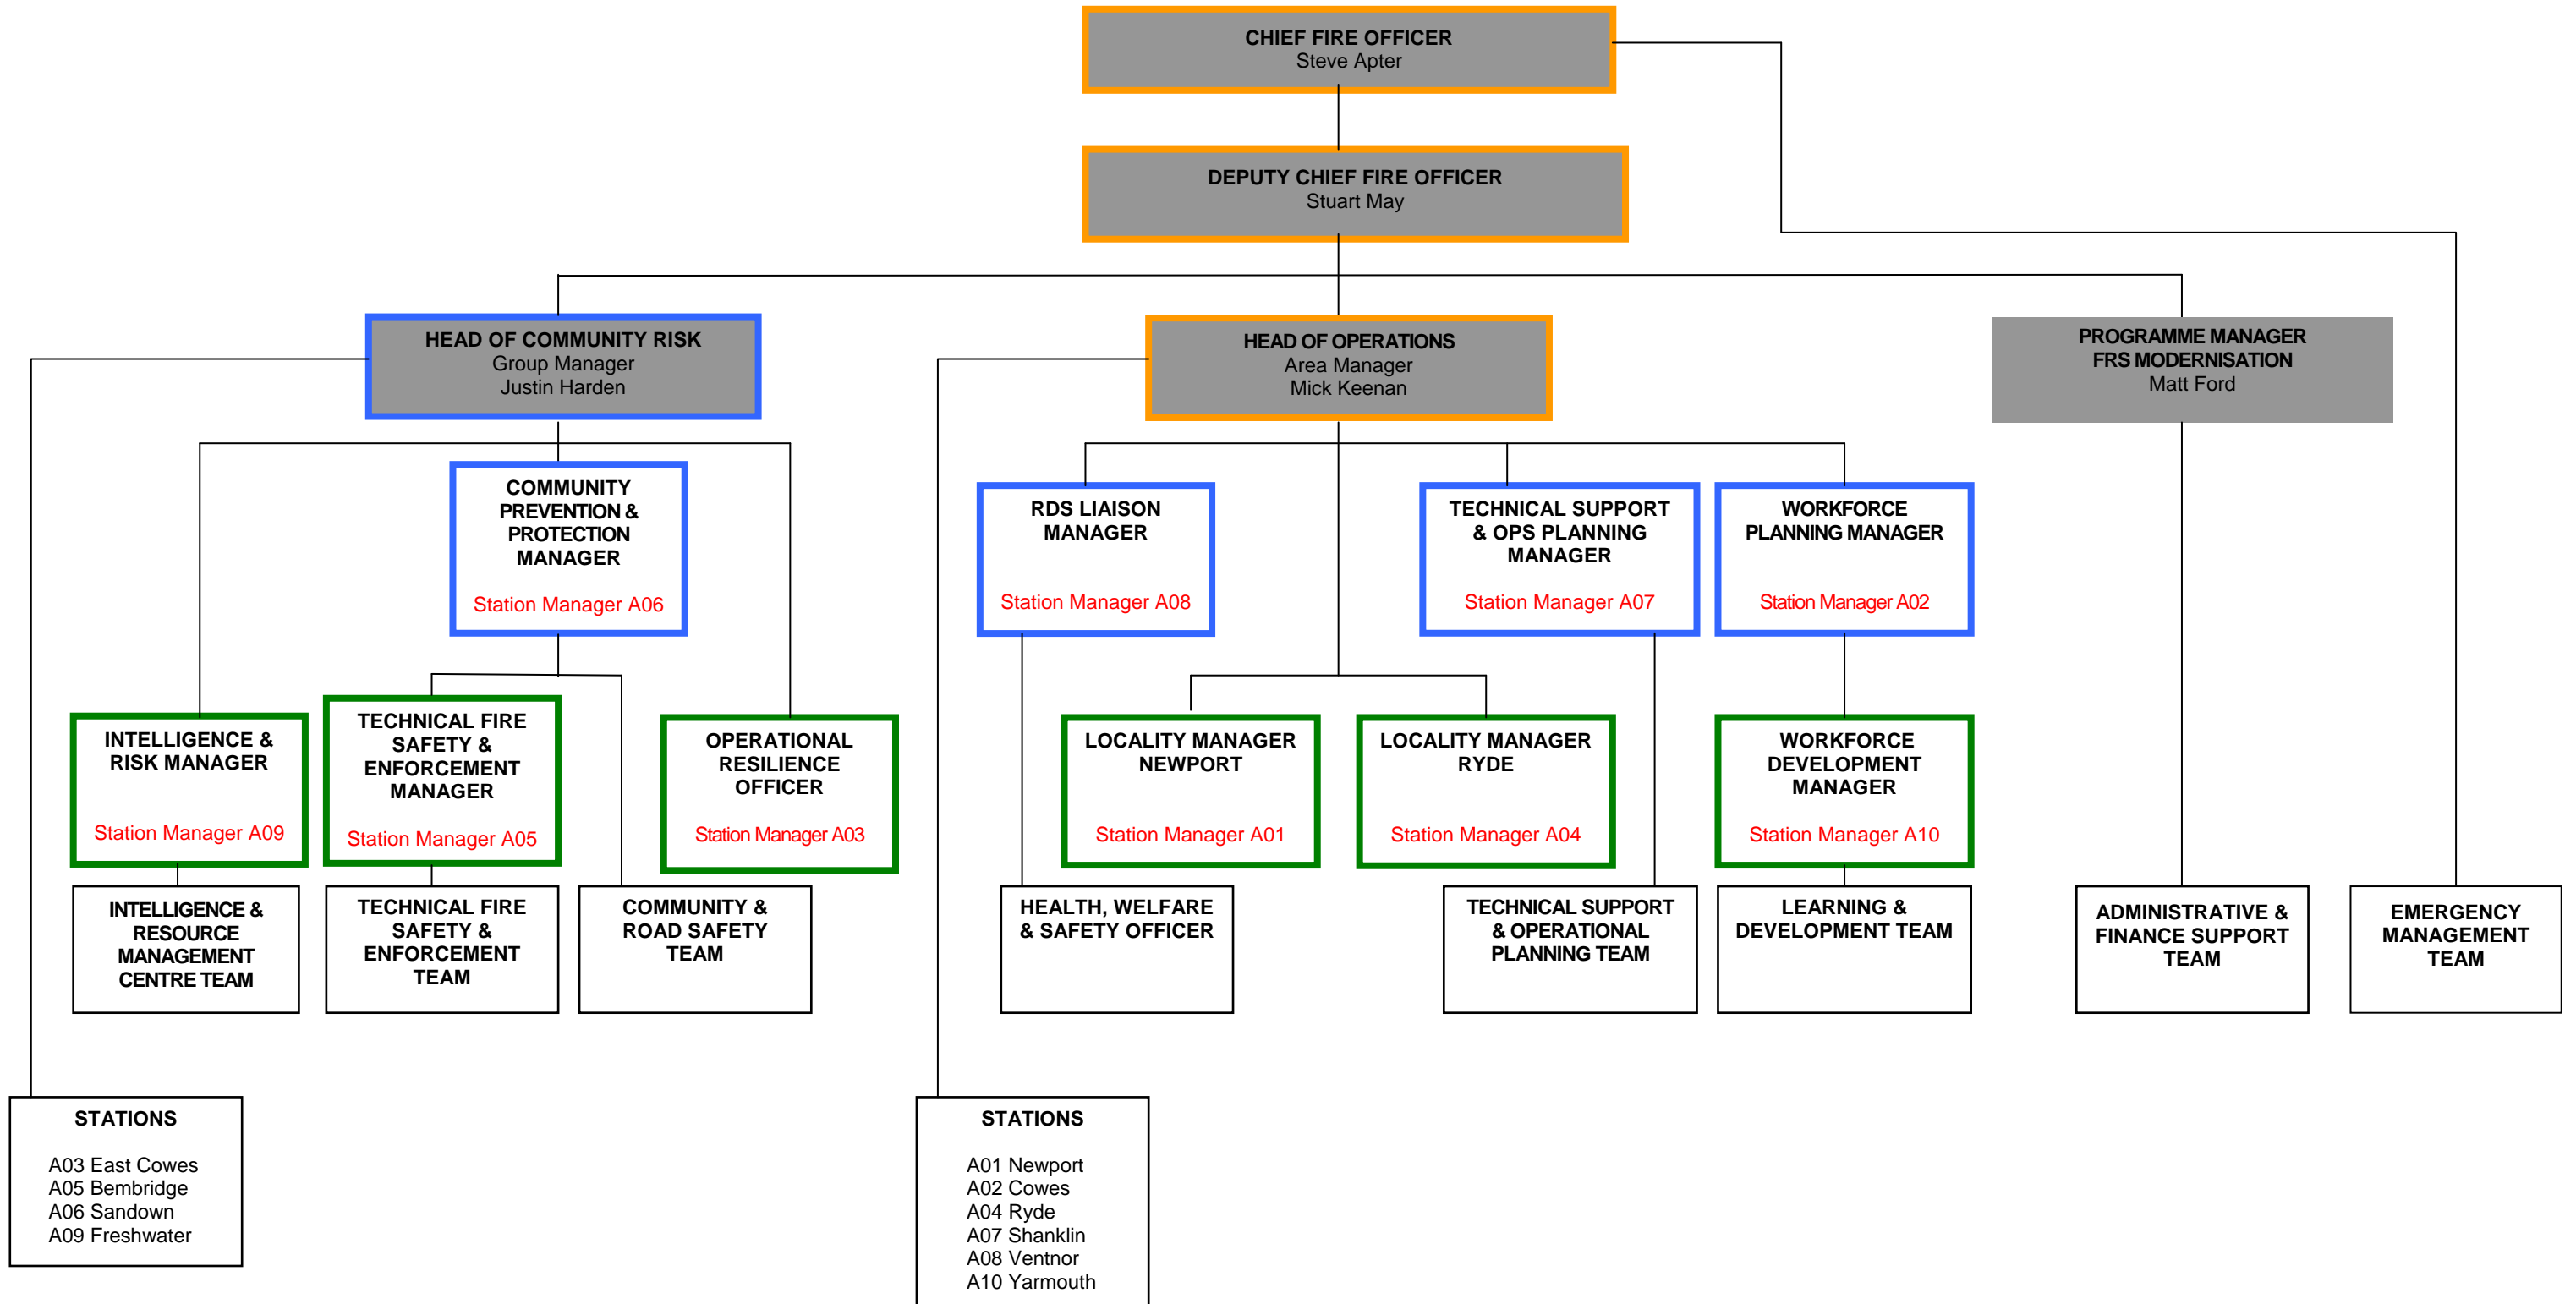 CHIEF FIRE OFFICER
Steve Apter
DEPUTY CHIEF FIRE OFFICER
Stuart May
HEAD OF COMMUNITY RISK
Group Manager
Justin Harden
HEAD OF OPERATIONS
Area Manager
Mick Keenan
PROGRAMME MANAGER
FRS MODERNISATION
Matt Ford
COMMUNITY
PREVENTION &
PROTECTION
MANAGER
Station Manager A06
RDS LIAISON
MANAGER
Station Manager A08
TECHNICAL SUPPORT
& OPS PLANNING
MANAGER
Station Manager A07
WORKFORCE
PLANNING MANAGER
Station Manager A02
INTELLIGENCE &
RISK MANAGER
Station Manager A09
TECHNICAL FIRE
SAFETY &
ENFORCEMENT
MANAGER
Station Manager A05
OPERATIONAL
RESILIENCE
OFFICER
Station Manager A03
LOCALITY MANAGER
NEWPORT
Station Manager A01
LOCALITY MANAGER
RYDE
Station Manager A04
WORKFORCE
DEVELOPMENT
MANAGER
Station Manager A10
INTELLIGENCE &
RESOURCE
MANAGEMENT
CENTRE TEAM
TECHNICAL FIRE
SAFETY &
ENFORCEMENT
TEAM
COMMUNITY &
ROAD SAFETY
TEAM
HEALTH, WELFARE
& SAFETY OFFICER
TECHNICAL SUPPORT
& OPERATIONAL
PLANNING TEAM
LEARNING &
DEVELOPMENT TEAM
ADMINISTRATIVE &
FINANCE SUPPORT
TEAM
EMERGENCY
MANAGEMENT
TEAM
STATIONS
A03 East Cowes
A05 Bembridge
A06 Sandown
A09 Freshwater
STATIONS
A01 Newport
A02 Cowes
A04 Ryde
A07 Shanklin
A08 Ventnor
A10 Yarmouth